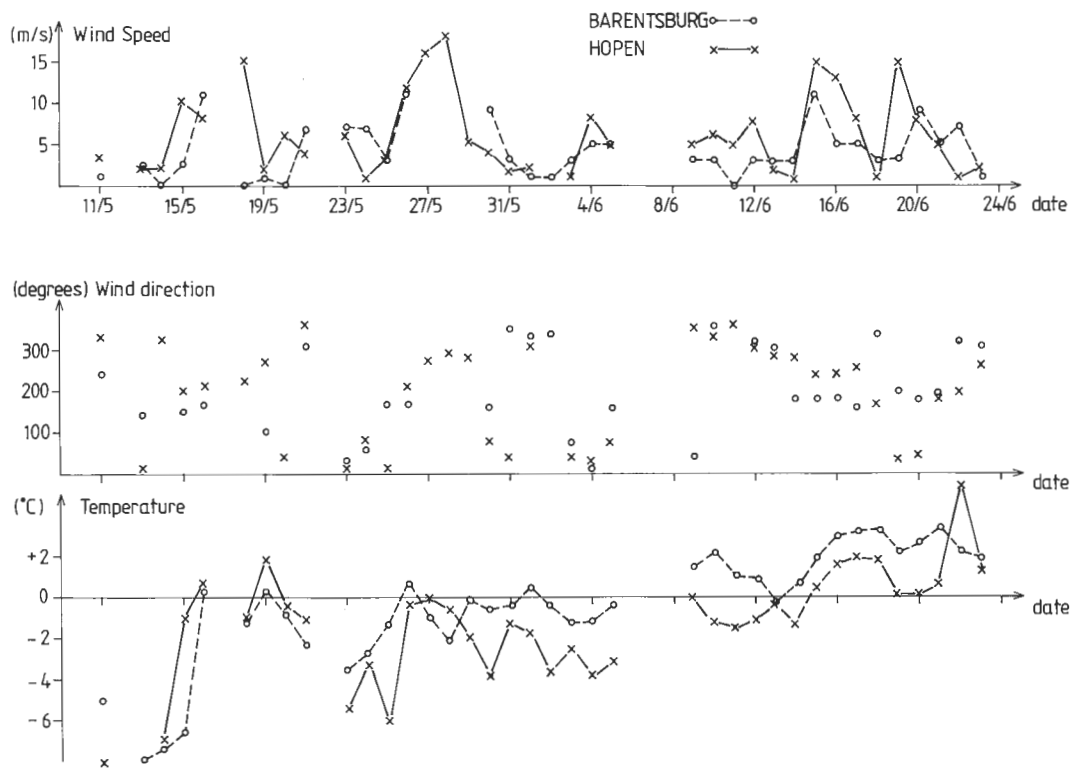 BARENTSBURG
(m/s) Wind Speed
HOPEN
15
10
5
11/5 15/5 19/5 23/5 27/5 31/5 4/6 8/6 12/6 16/6 20/6 24/6 date
(degrees) Wind direction
300
200
100
date
(°C) Temperature
+2
0
date
-2
-4
-6